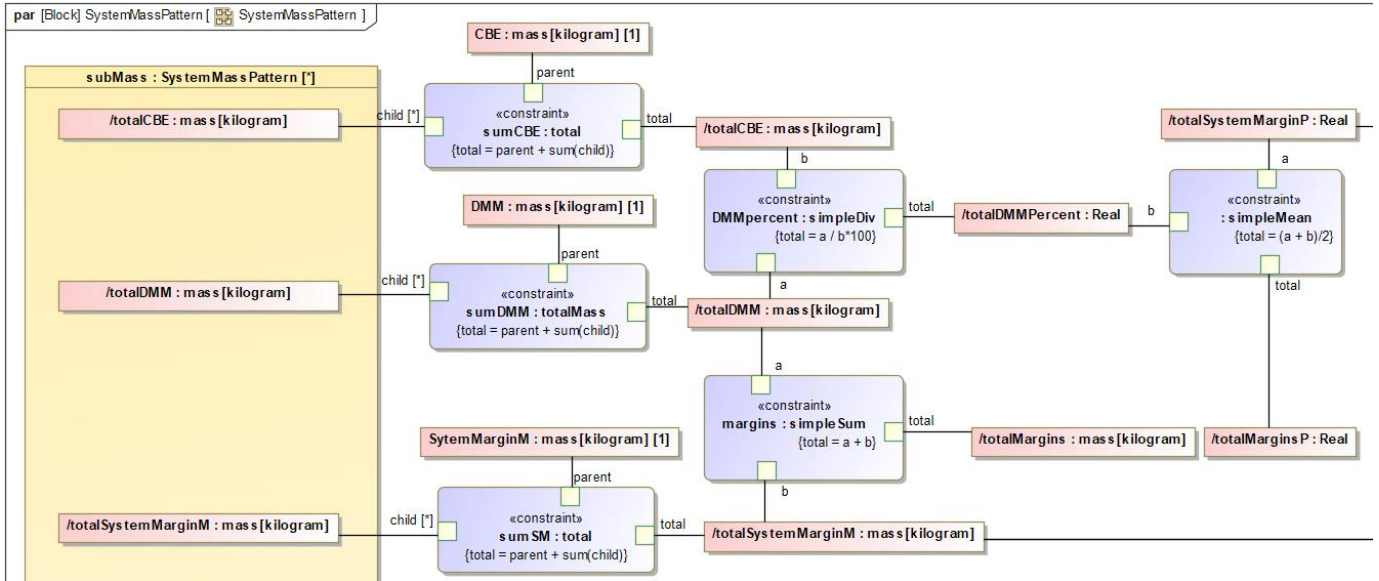 par [Block] SystemMassPattern [ SystemMassPattern ]
CBE : mass[kilogram] [1]
parent
subMass : SystemMassPattern [*]
/totalCBE : mass[kilogram]
child [*]
«constraint»
sumCBE : total
{total = parent + sum(child)}
total
/totalCBE : mass[kilogram]
b
/totalSystemMarginP : Real
a
«constraint»
DMMpercent : simpleDiv
{total = a / b*100}
total
/totalDMMPercent : Real
b
«constraint»
: simpleMean
{total = (a + b)/2}
total
a
DMM : mass[kilogram] [1]
parent
/totalDMM : mass[kilogram]
child [*]
«constraint»
sumDMM : totalMass
{total = parent + sum(child)}
total
/totalDMM : mass[kilogram]
a
«constraint»
margins : simpleSum
{total = a + b}
total
/totalMargins : mass[kilogram]
/totalMarginsP : Real
b
SytemMarginM : mass[kilogram] [1]
parent
/totalSystemMarginM : mass[kilogram]
child [*]
«constraint»
sumSM : total
{total = parent + sum(child)}
total
/totalSystemMarginM : mass[kilogram]